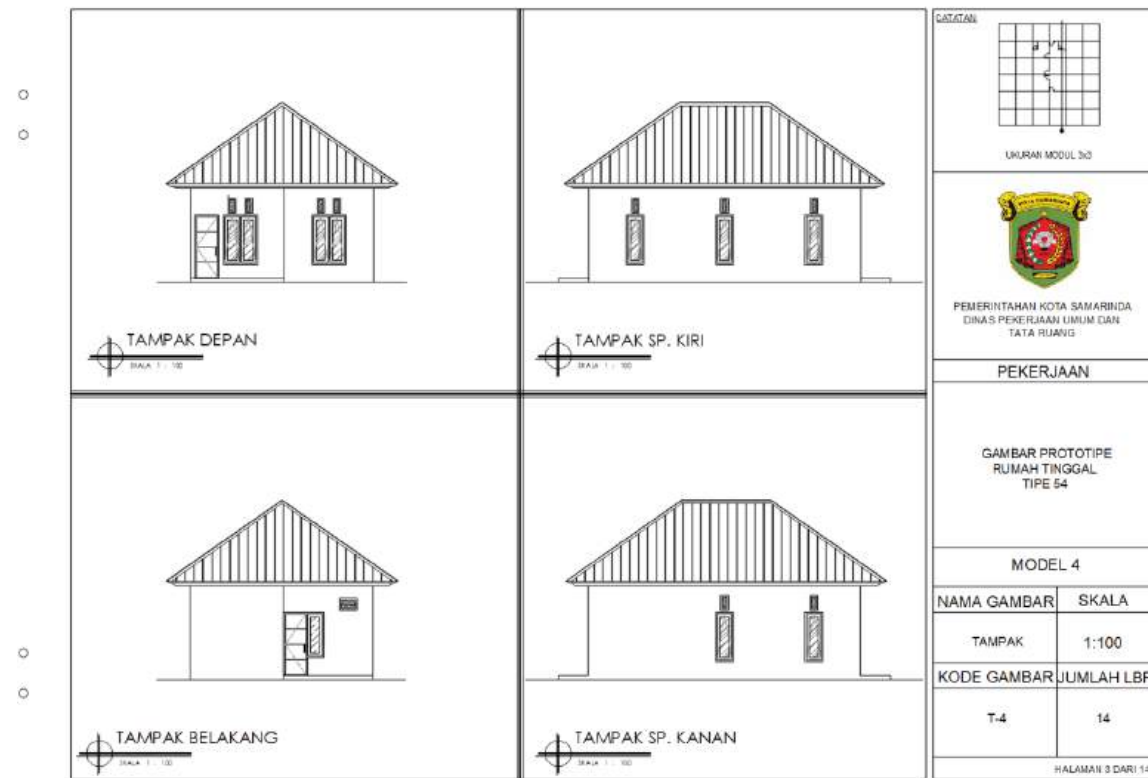 TAMPAK DEPAN
SKALA 1 : 100
TAMPAK SP. KIRI
SKALA 1 : 100
TAMPAK BELAKANG
SKALA 1 : 100
TAMPAK SP. KANAN
SKALA 1 : 100
CATATAN
UKURAN MODUL 3x3
KOTA SAMARINDA
PEMERINTAHAN KOTA SAMARINDA
DINAS PEKERJAAN UMUM DAN
TATA RUANG
PEKERJAAN
GAMBAR PROTOTIPE
RUMAH TINGGAL
TIPE 54
MODEL 4
NAMA GAMBAR SKALA
TAMPAK 1:100
KODE GAMBAR JUMLAH LBR
T-4 14
HALAMAN 3 DARI 14